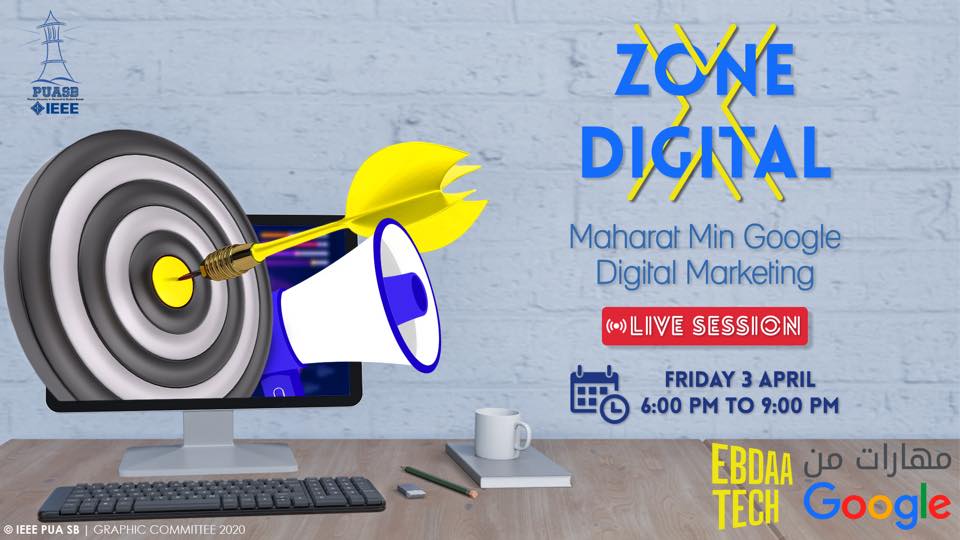 PUASB
IEEE
ZONE
DIGITAL
Maharat Min Google
Digital Marketing
LIVE SESSION
FRIDAY 3 APRIL
6:00 PM TO 9:00 PM
EBDAA
TECH
مهارات من
Google
© IEEE PUA SB | GRAPHIC COMMITTEE 2020